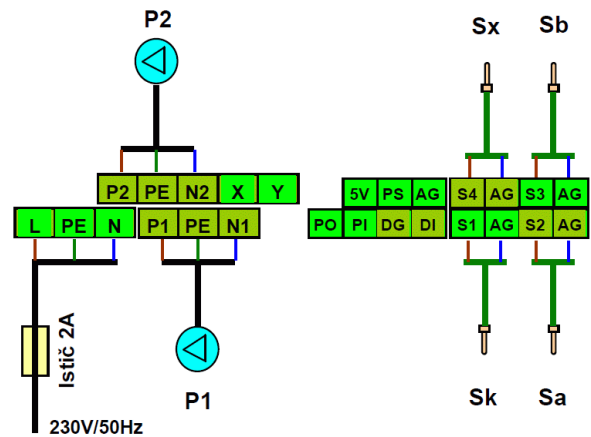 P2
Sx Sb
P2 PE N2 X Y
5V PS AG S4 AG S3 AG
L PE N P1 PE N1
PO PI DG DI S1 AG S2 AG
Istič 2A
P1
Sk Sa
230V/50Hz